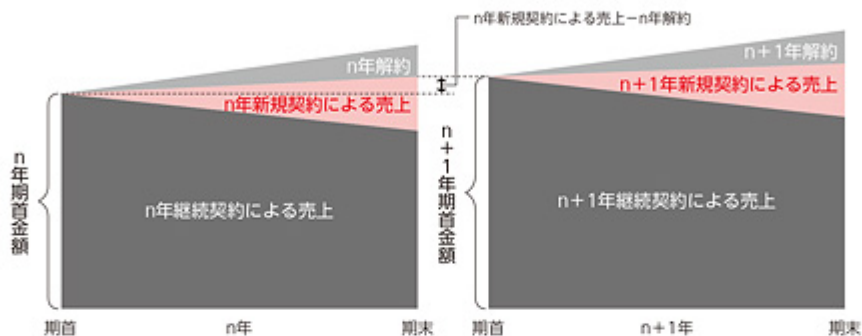 n年新規契約による売上－n年解約
n年解約
n年新規契約による売上
n年継続契約による売上
n年期首金額
期首
n年
期末
n＋1年解約
n＋1年新規契約による売上
n＋1年継続契約による売上
n＋1年期首金額
期首
n＋1年
期末